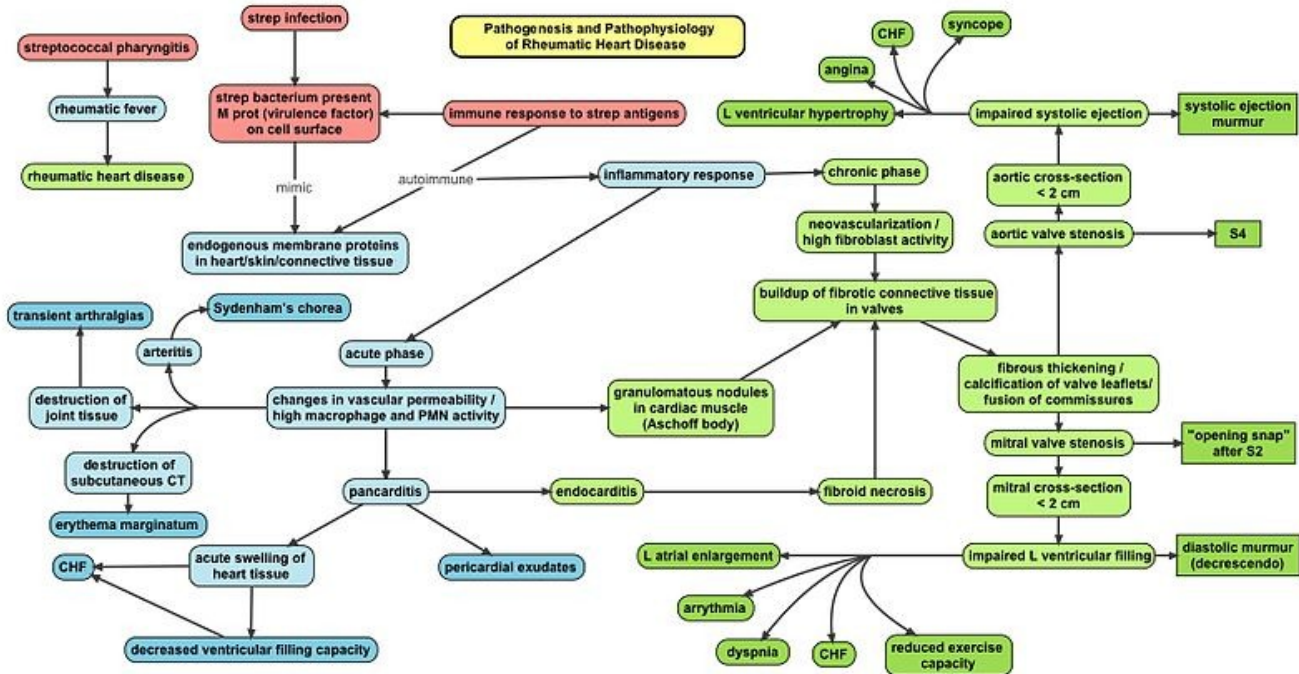 strep infection
Pathogenesis and Pathophysiology
of Rheumatic Heart Disease
streptococcal pharyngitis
rheumatic fever
rheumatic heart disease
strep bacterium present
M prot (virulence factor)
on cell surface
immune response to strep antigens
mimic
autoimmune
endogenous membrane proteins
in heart/skin/connective tissue
inflammatory response
chronic phase
neovascularization /
high fibroblast activity
buildup of fibrotic connective tissue
in valves
syncope
CHF
angina
L ventricular hypertrophy
impaired systolic ejection
systolic ejection
murmur
aortic cross-section
< 2 cm
aortic valve stenosis
S4
transient arthralgias
Sydenham's chorea
arteritis
acute phase
destruction of
joint tissue
changes in vascular permeability /
high macrophage and PMN activity
granulomatous nodules
in cardiac muscle
(Aschoff body)
fibrous thickening /
calcification of valve leaflets/
fusion of commissures
destruction of
subcutaneous CT
erythema marginatum
pancarditis
endocarditis
fibroid necrosis
mitral valve stenosis
"opening snap"
after S2
mitral cross-section
< 2 cm
CHF
acute swelling of
heart tissue
pericardial exudates
decreased ventricular filling capacity
L atrial enlargement
impaired L ventricular filling
diastolic murmur
(decrescendo)
arrythmia
dyspnia
CHF
reduced exercise
capacity